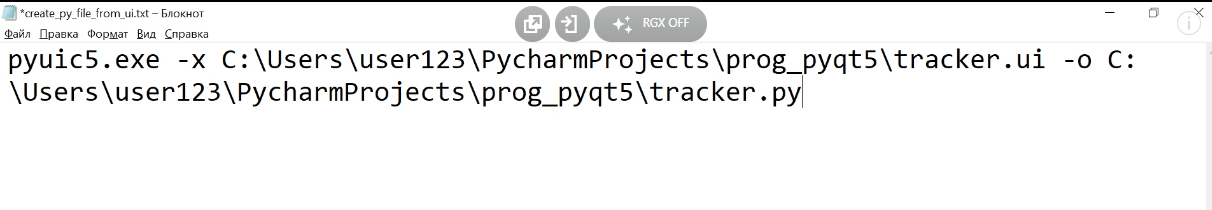 *create_py_file_from_ui.txt – Блокнот
RGX OFF
Файл Правка Формат Вид Справка
pyuic5.exe -x C:\Users\user123\PycharmProjects\prog_pyqt5\tracker.ui -o C:
\Users\user123\PycharmProjects\prog_pyqt5\tracker.py